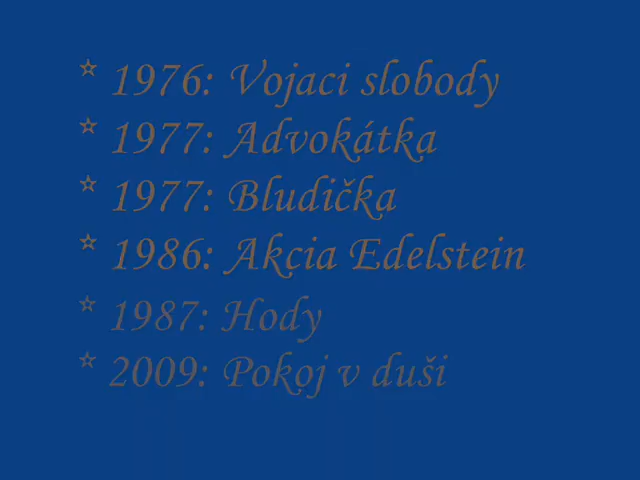 * 1976: Vojaci slobody
* 1977: Advokátka
* 1977: Bludička
* 1986: Akcia Edelstein
* 1987: Hody
* 2009: Pokoj v duši